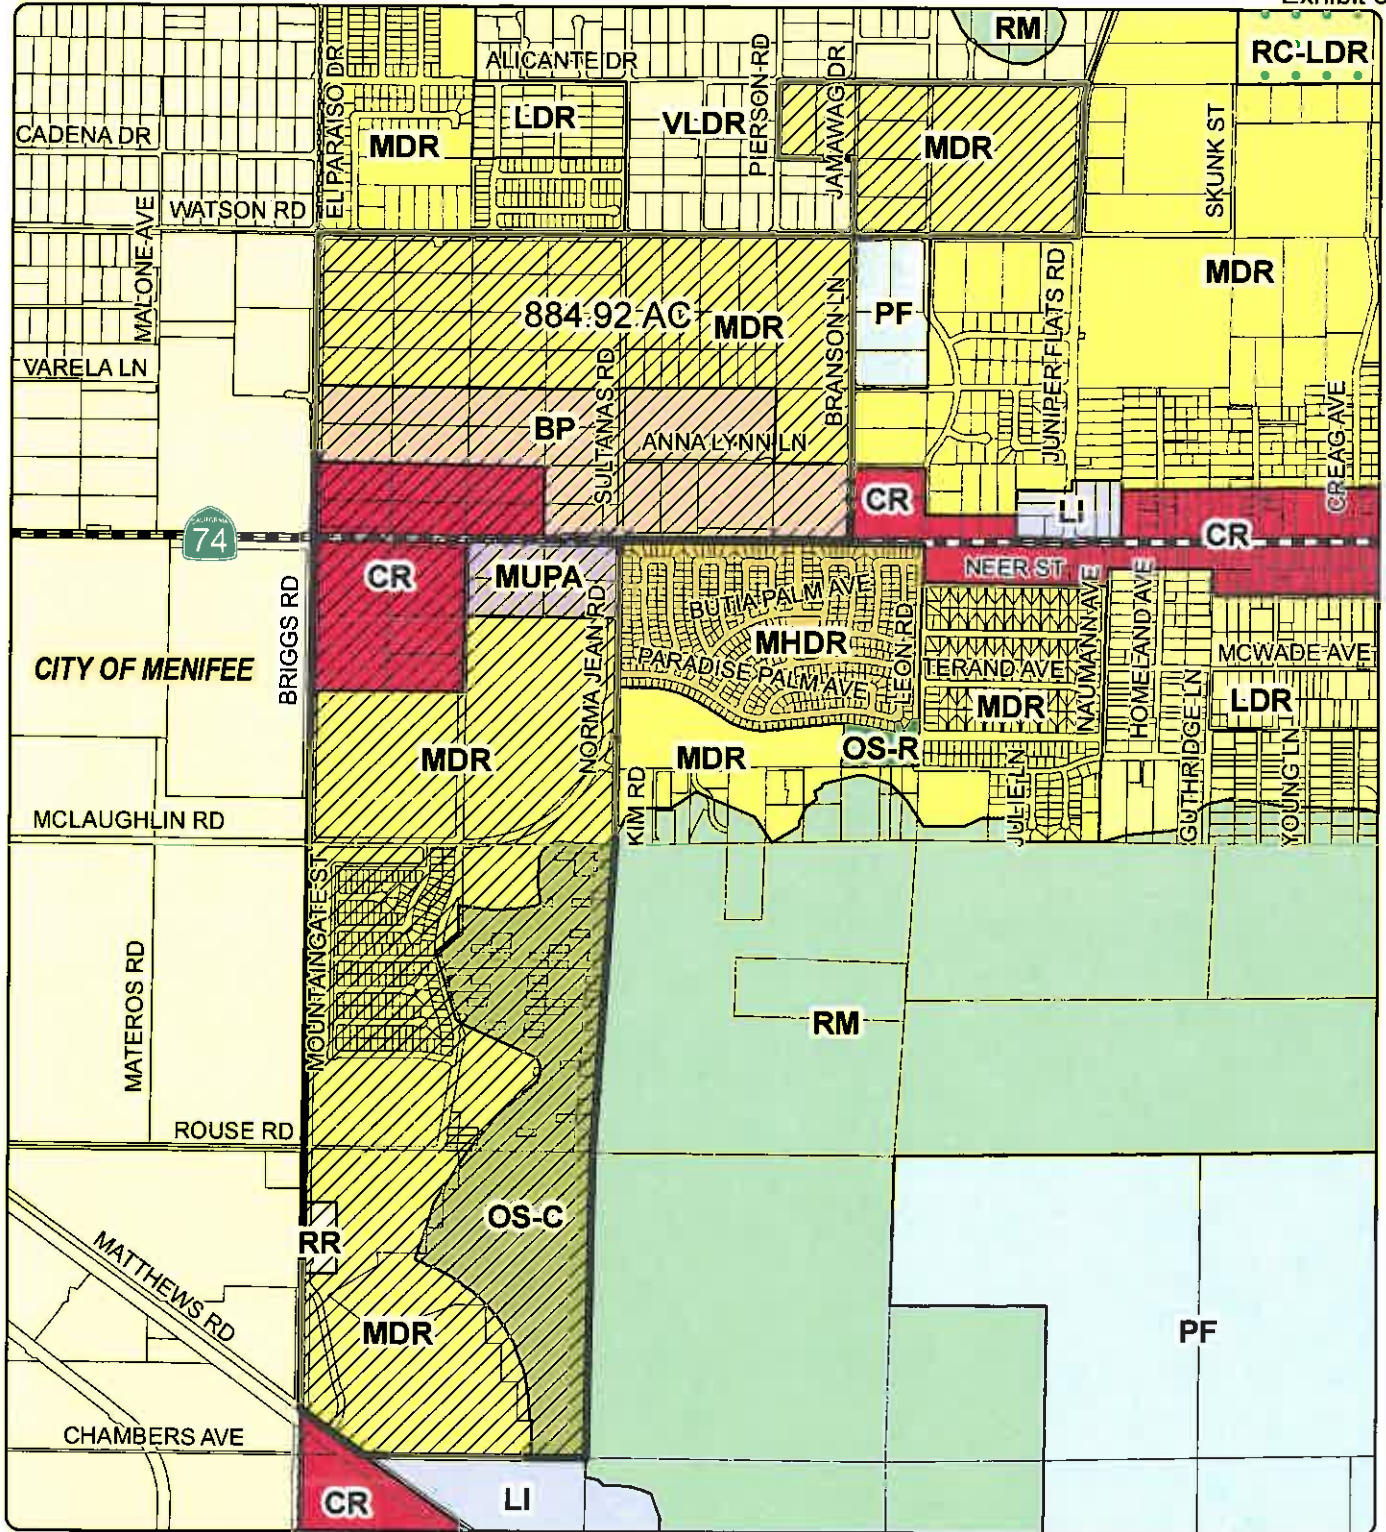 Exhibit
RM
RC-LDR
ALICANTE DR
PIERSON RD
JAMAWAG DR
EL PARAISO DR
LDR
VLDR
CADENA DR
MDR
MDR
SKUNK ST
WATSON RD
MALONE AVE
MDR
884.92 AC
MDR
PF
JUNIPER FLATS RD
BRANSON LN
VARELA LN
SULTANAS RD
BP
ANNA LYNN LN
CREAG AVE
CR
LI
CR
CALIFORNIA
74
CR
MUPA
NEER ST
BUTIA PALM AVE
MHDR
PARADISE PALM AVE
LEON RD
TERAND AVE
NAUMANN AVE
HOMELAND AVE
MCWADE AVE
BRIGGS RD
CITY OF MENIFEE
NORMA JEAN RD
MDR
LDR
GUTHRIDGE LN
YOUNG LN
MDR
MDR
OS-R
KIM RD
JULIE LN
MCLAUGHLIN RD
MOUNTAINGATE ST
MATEROS RD
RM
ROUSE RD
OS-C
RR
MATTHEWS RD
MDR
PF
CHAMBERS AVE
CR
LI